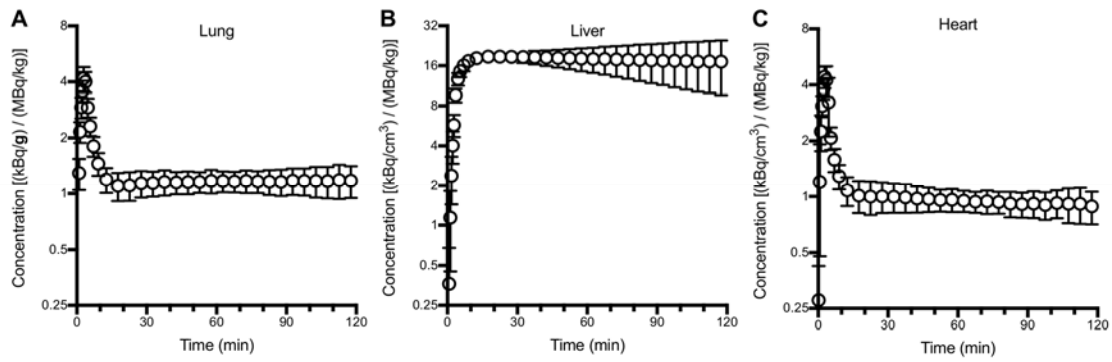 A
Lung
Concentration [(kBq/g) / (MBq/kg)]
8
4
2
1
0.5
0.25
0
30
60
90
120
Time (min)
B
Liver
Concentration [(kBq/cm³) / (MBq/kg)]
32
16
8
4
2
1
0.5
0.25
0
30
60
90
120
Time (min)
C
Heart
Concentration [(kBq/cm³) / (MBq/kg)]
8
4
2
1
0.5
0.25
0
30
60
90
120
Time (min)